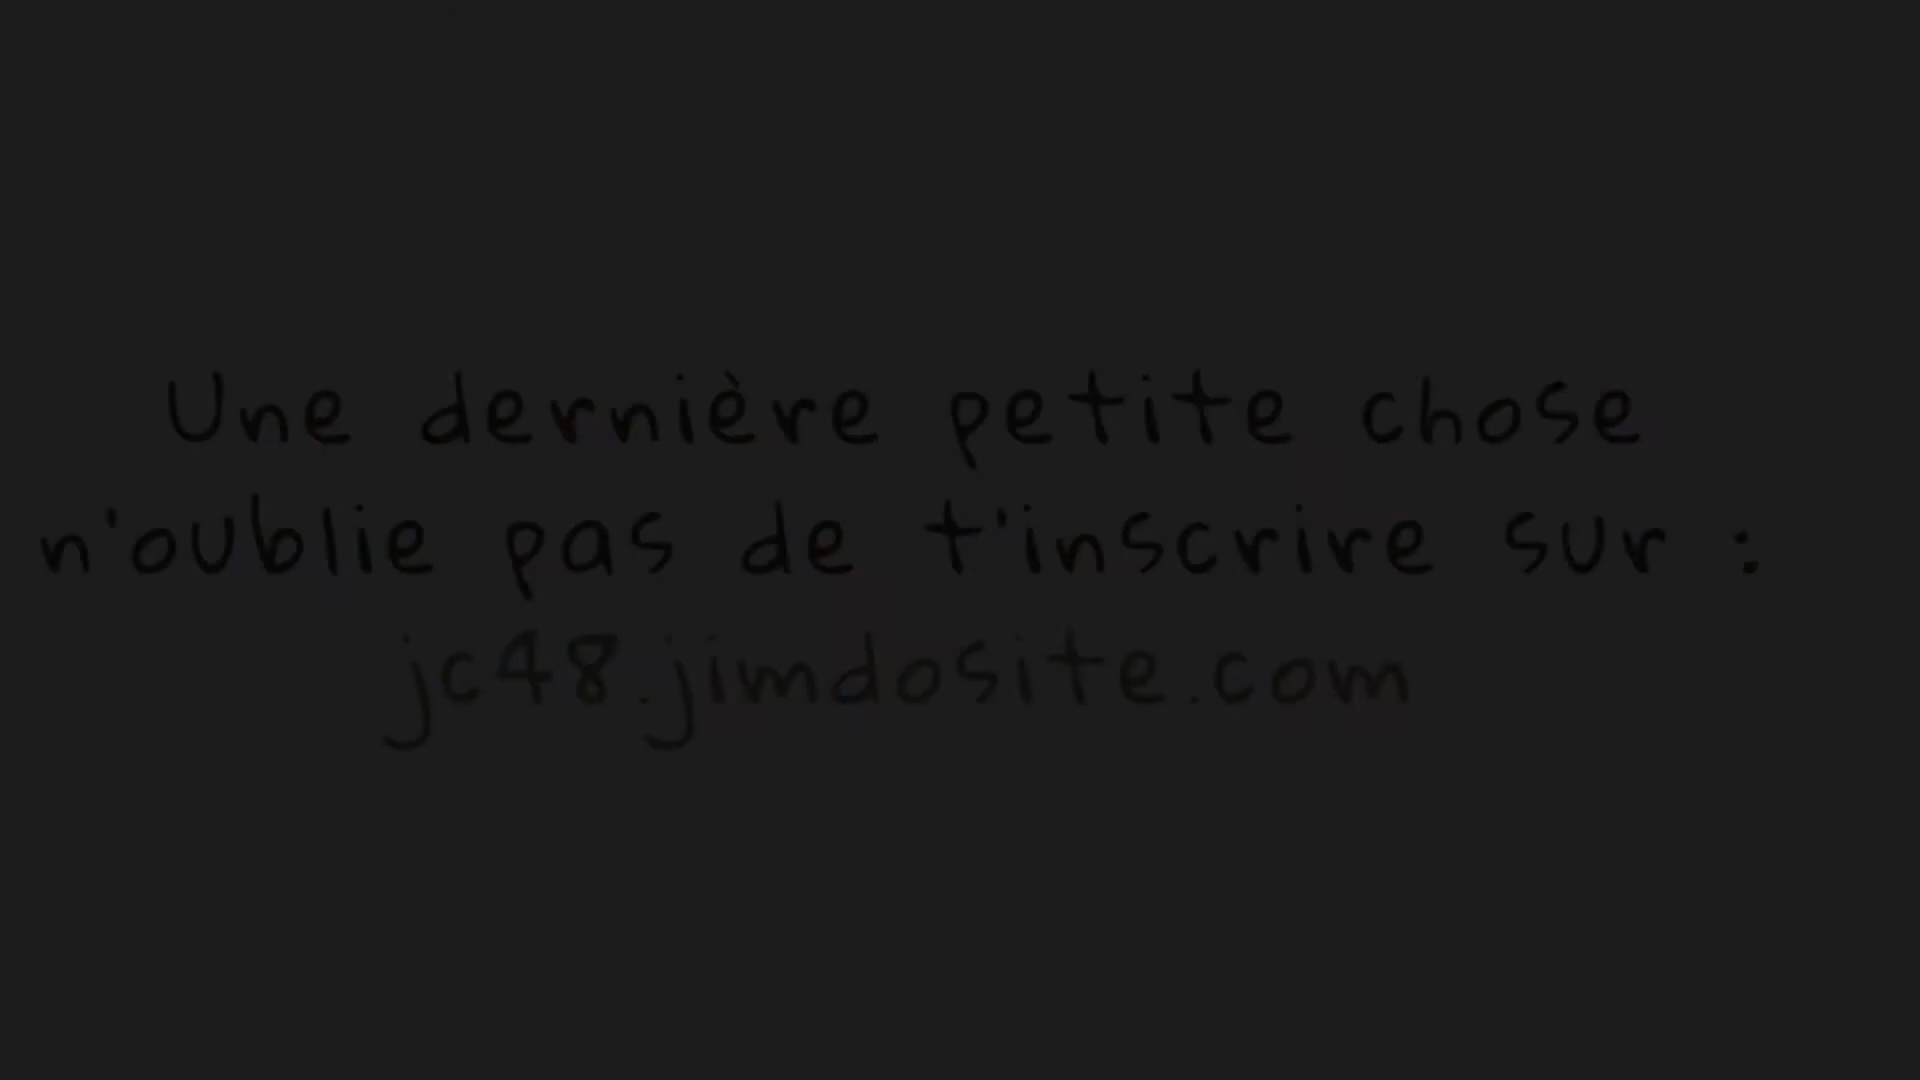 Une dernière petite chose
n'oublie pas de t'inscrire sur :
jc48.jimdosite.com